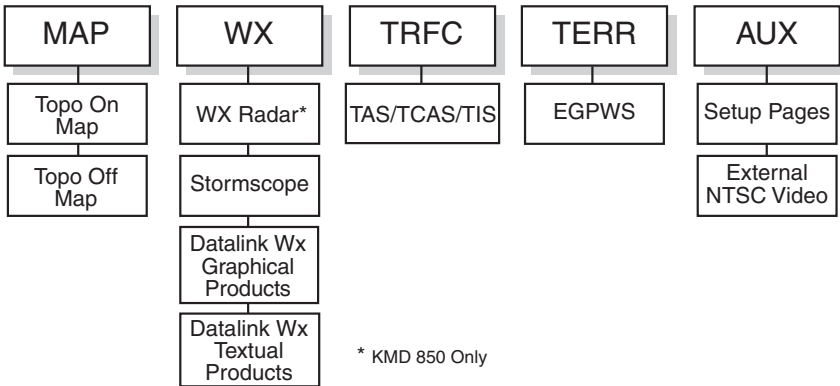 MAP
WX
TRFC
TERR
AUX
Topo On
Map
Topo Off
Map
WX Radar*
Stormscope
Datalink Wx
Graphical
Products
Datalink Wx
Textual
Products
TAS/TCAS/TIS
EGPWS
Setup Pages
External
NTSC Video
* KMD 850 Only